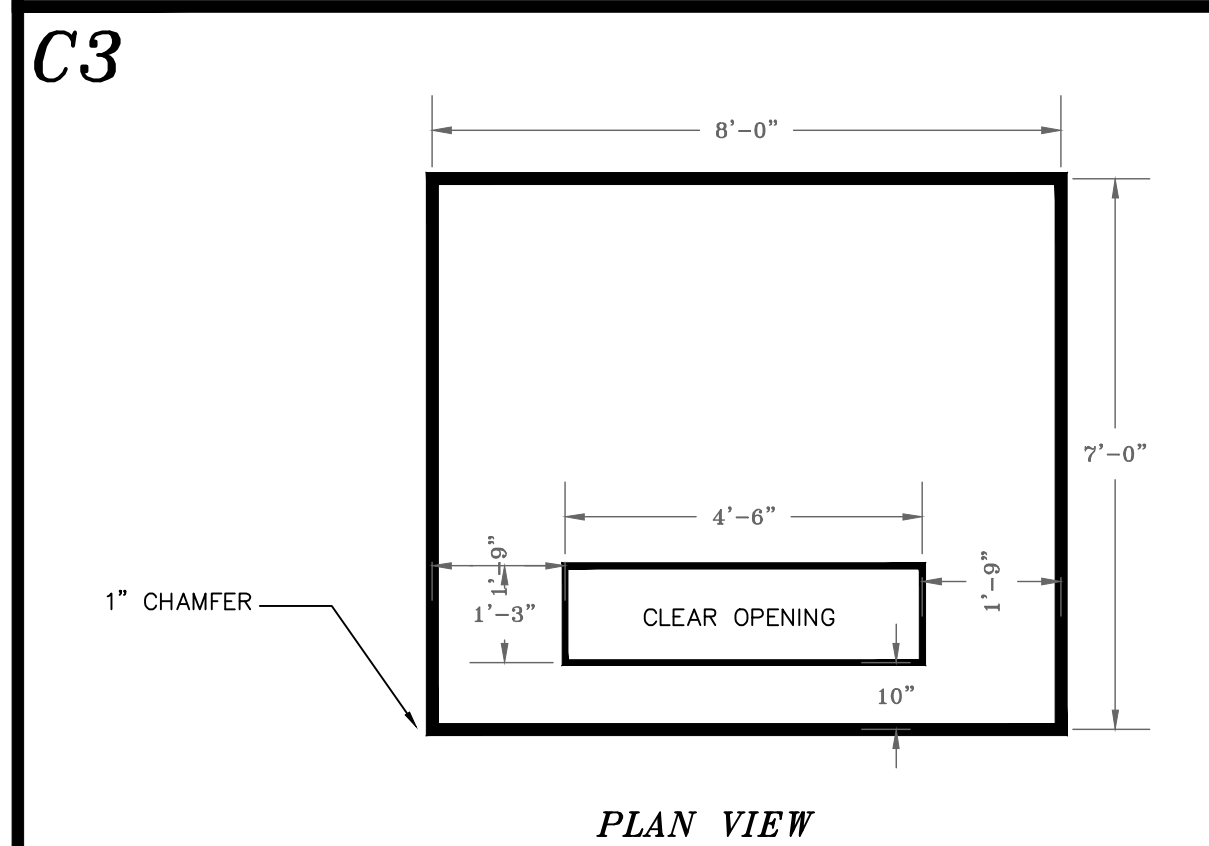 C3
8'-0"
7'-0"
4'-6"
1'-9"
1'-9"
1" CHAMFER
1'-3"
CLEAR OPENING
10"
PLAN VIEW